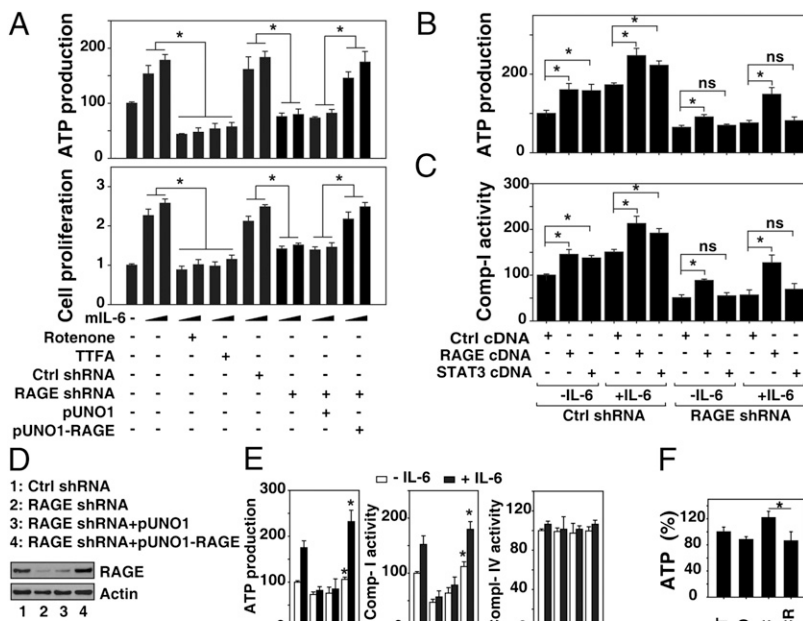 A
ATP production
200
150
100
50
0
*
*
*
Cell proliferation
3
2
1
0
*
*
*
mIL-6 -
Rotenone - - + - - - - -
TTFA - - - + - - - -
Ctrl shRNA - - - - + - - -
RAGE shRNA - - - - - + + +
pUNO1 - - - - - - + -
pUNO1-RAGE - - - - - - - +
B
ATP production
200
0
* * * * * ns * ns
C
Comp-I activity
300
200
100
0
* * * * * ns * ns
Ctrl cDNA + - - + - - + - - + - -
RAGE cDNA - + - - + - - + - - + -
STAT3 cDNA - - + - - + - - + - - +
-IL-6 +IL-6 -IL-6 +IL-6
Ctrl shRNA RAGE shRNA
D
1: Ctrl shRNA
2: RAGE shRNA
3: RAGE shRNA+pUNO1
4: RAGE shRNA+pUNO1-RAGE
RAGE
Actin
1 2 3 4
E
- IL-6 + IL-6
ATP production
300
200
100
* *
Comp- I activity
200
100
* *
Compl- IV activity
120
80
40
F
ATP (%)
120
80
40
*